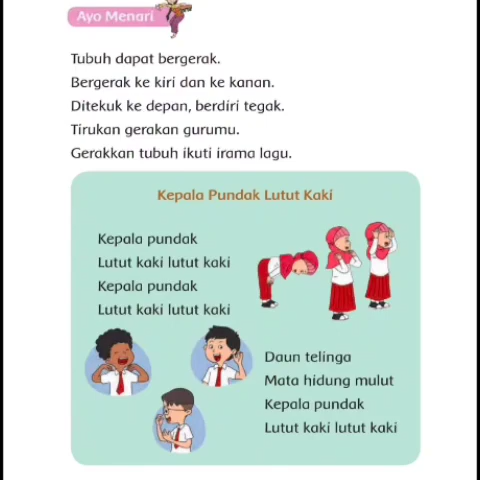 Ayo Menari
Tubuh dapat bergerak.
Bergerak ke kiri dan ke kanan.
Ditekuk ke depan, berdiri tegak.
Tirukan gerakan gurumu.
Gerakkan tubuh ikuti irama lagu.
Kepala Pundak Lutut Kaki
Kepala pundak
Lutut kaki lutut kaki
Kepala pundak
Lutut kaki lutut kaki
Daun telinga
Mata hidung mulut
Kepala pundak
Lutut kaki lutut kaki